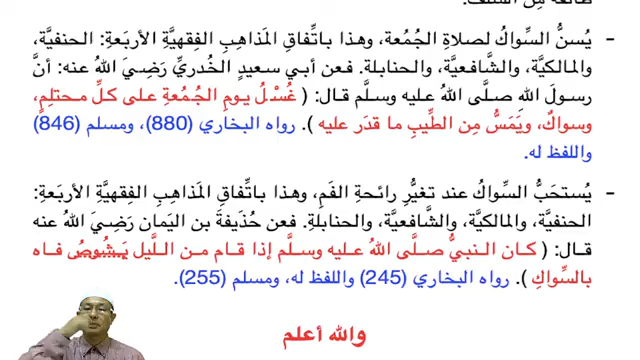 طائفة مِن السَّلَف.
- يُسنُّ السِّواكُ لصلاةِ الجُمُعة، وهذا باتِّفاقِ المَذاهِبِ الفِقهيَّةِ الأربَعةِ: الحنفيَّة،
والمالكيَّة، والشَّافعيَّة، والحنابلة. فعن أبي سعيدٍ الخُدريِّ رَضِيَ اللهُ عنه: أنَّ
رسولَ اللهِ صلَّى اللهُ عليه وسلَّم قال: ( غُسْلُ يومِ الجُمُعةِ على كلِّ محتلِمٍ،
وسواكٌ، ويَمَسُّ مِن الطِّيبِ ما قدَر عليه ). رواه البخاري (880)، ومسلم (846)
واللفظ له.
- يُستحَبُّ السِّواكُ عند تغيُّرِ رائحةِ الفَمِ، وهذا باتِّفاقِ المَذاهِبِ الفِقهيَّةِ الأربَعةِ:
الحنفيَّة، والمالكيَّة، والشَّافعيَّة، والحنابلةِ. فعن حُذَيفةَ بن اليَمان رَضِيَ اللهُ عنه
قال: ( كان النبيُّ صلَّى اللهُ عليه وسلَّم إذا قام مِن اللَّيل يَشُوصُ فاه
بالسِّواكِ ). رواه البخاري (245) واللفظ له، ومسلم (255).
والله أعلم